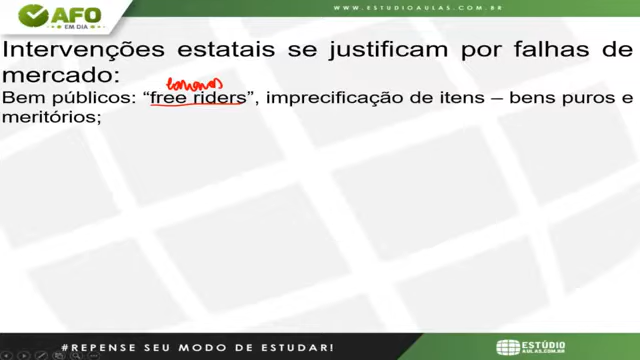 WWW.ESTUDIOAULAS.COM.BR
AFO
EM DIA
Intervenções estatais se justificam por falhas de
mercado:
Bem públicos: “free riders”, imprecificação de itens – bens puros e
meritórios;
#REPENSE SEU MODO DE ESTUDAR!
ESTÚDIO
AULAS.COM.BR